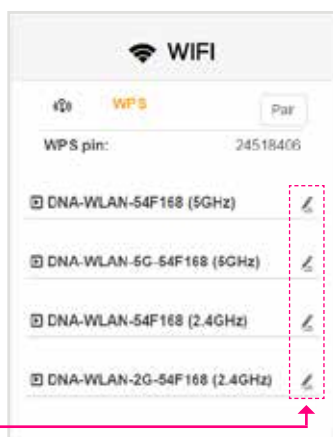 WIFI
WPS
Pair
WPS pin: 24518406
DNA-WLAN-54F168 (5GHz)
DNA-WLAN-5G-54F168 (5GHz)
DNA-WLAN-54F168 (2.4GHz)
DNA-WLAN-2G-54F168 (2.4GHz)